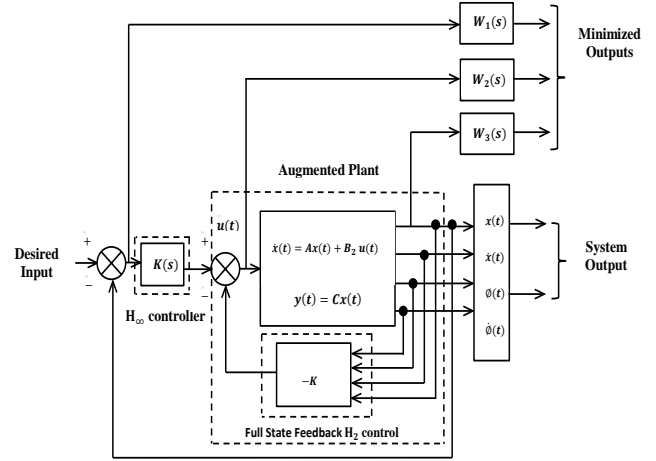 W₁(s)
Minimized
Outputs
W₂(s)
W₃(s)
Augmented Plant
u(t)
ẋ(t) = Ax(t) + B₂ u(t)
y(t) = Cx(t)
x(t)
ẋ(t)
∅(t)
∅̇(t)
System
Output
+
−
Desired
Input
K(s)
H∞ controller
+
−
−K
Full State Feedback H₂ control